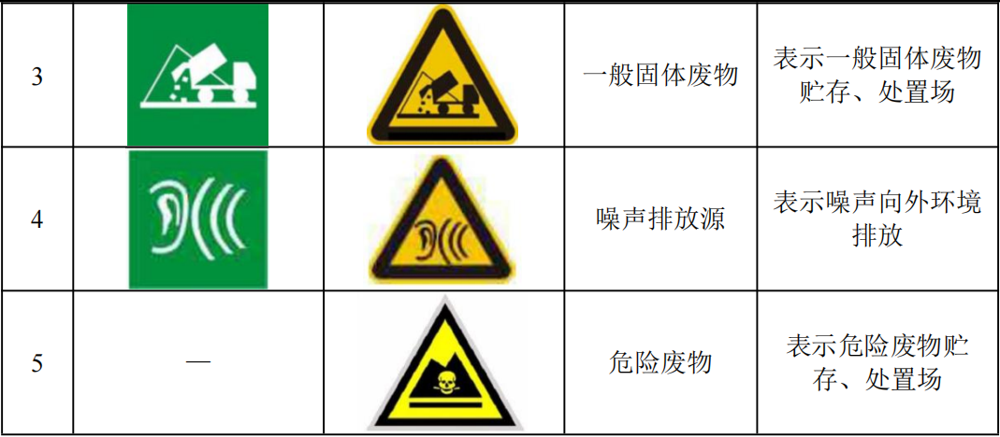 3
一般固体废物
表示一般固体废物
贮存、处置场
4
噪声排放源
表示噪声向外环境
排放
5
—
危险废物
表示危险废物贮
存、处置场